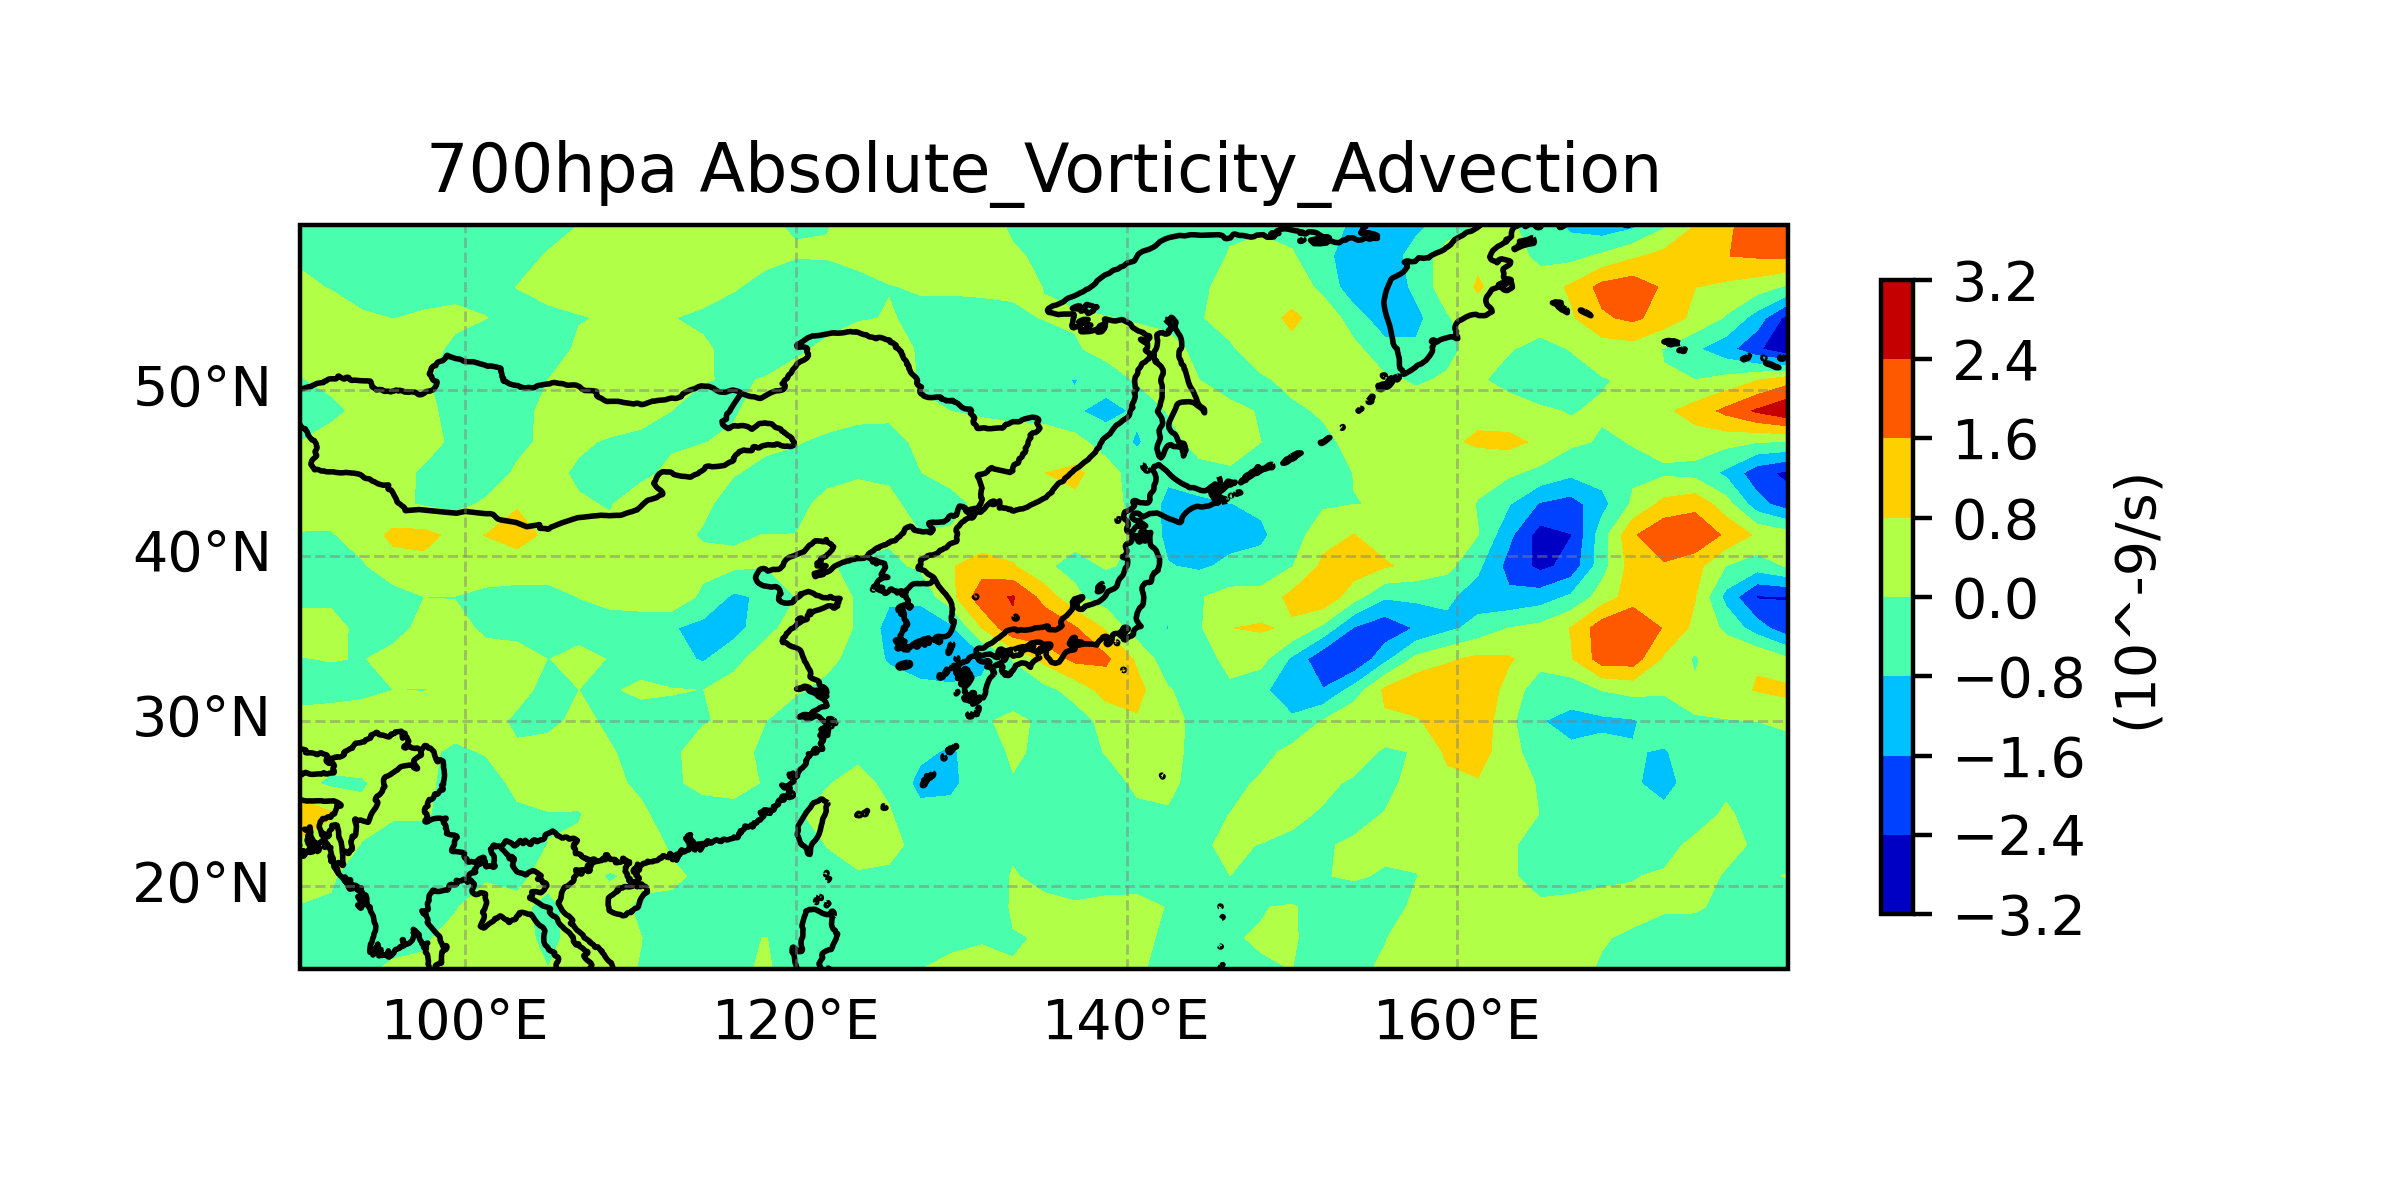 700hpa Absolute_Vorticity_Advection
50°N
40°N
30°N
20°N
100°E
120°E
140°E
160°E
3.2
2.4
1.6
0.8
0.0
−0.8
−1.6
−2.4
−3.2
(10^-9/s)